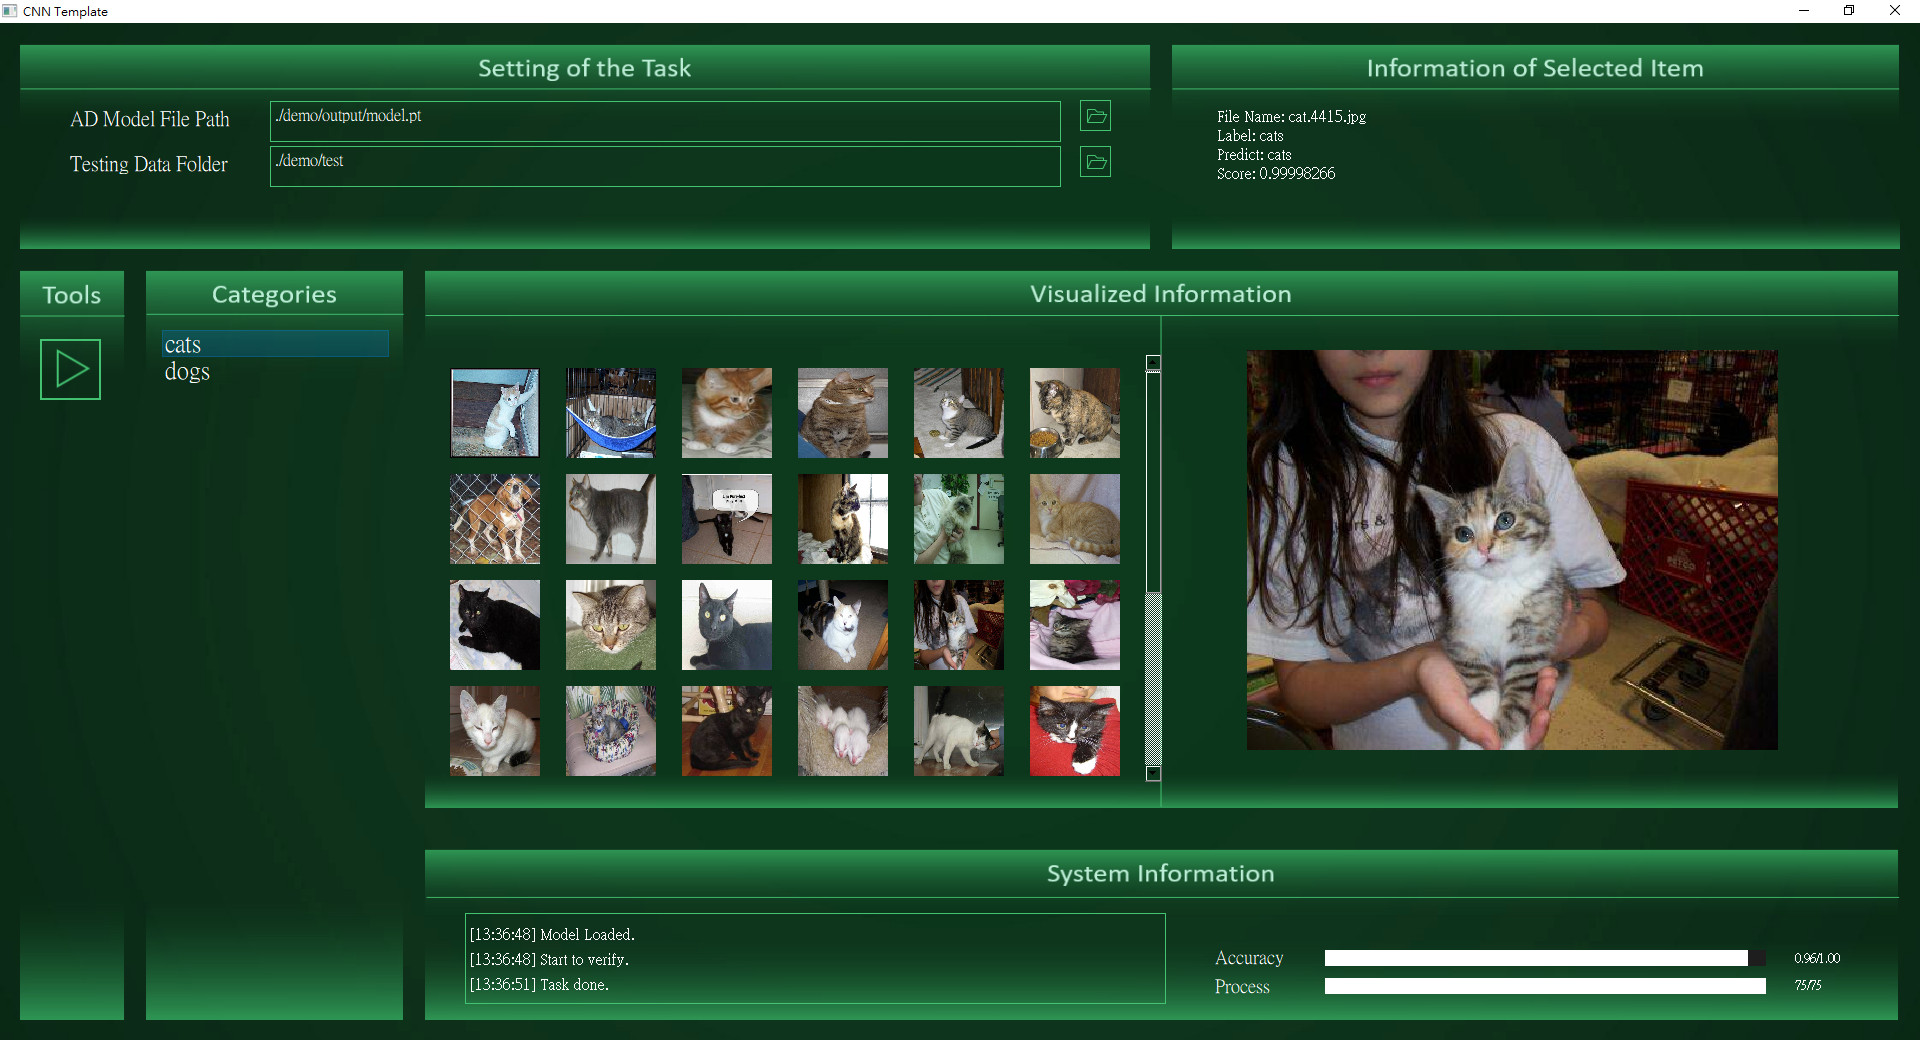 CNN Template
Setting of the Task
AD Model File Path
./demo/output/model.pt
Testing Data Folder
./demo/test
Information of Selected Item
File Name: cat.4415.jpg
Label: cats
Predict: cats
Score: 0.99998266
Tools
Categories
cats
dogs
Visualized Information
System Information
[13:36:48] Model Loaded.
[13:36:48] Start to verify.
[13:36:51] Task done.
Accuracy
0.96/1.00
Process
75/75